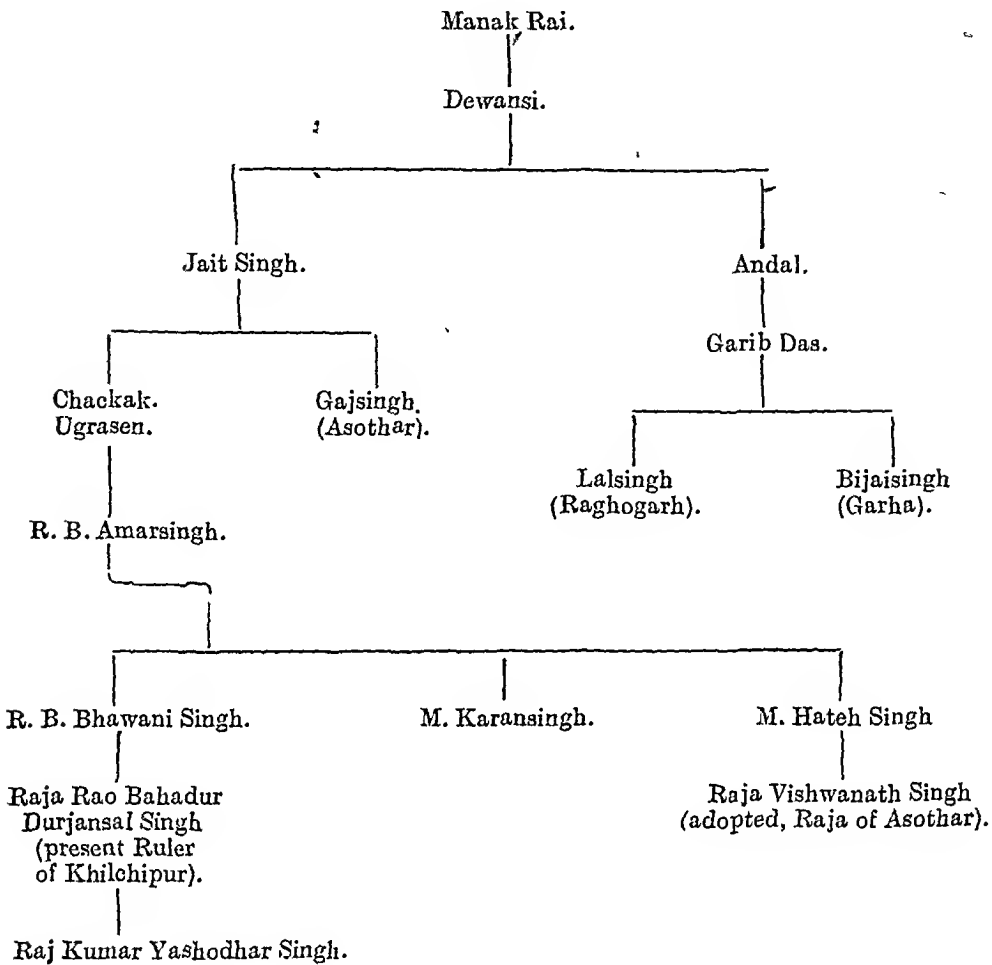 Manak Rai.
Dewansi.
Jait Singh.
Andal.
Garib Das.
Chackak.
Ugrasen.
Gajsingh.
(Asothar).
Lalsingh
(Raghogarh).
Bijaisingh
(Garha).
R. B. Amarsingh.
R. B. Bhawani Singh.
M. Karansingh.
M. Hateh Singh
Raja Rao Bahadur
Durjansal Singh
(present Ruler
of Khilchipur).
Raja Vishwanath Singh
(adopted, Raja of Asothar).
Raj Kumar Yashodhar Singh.